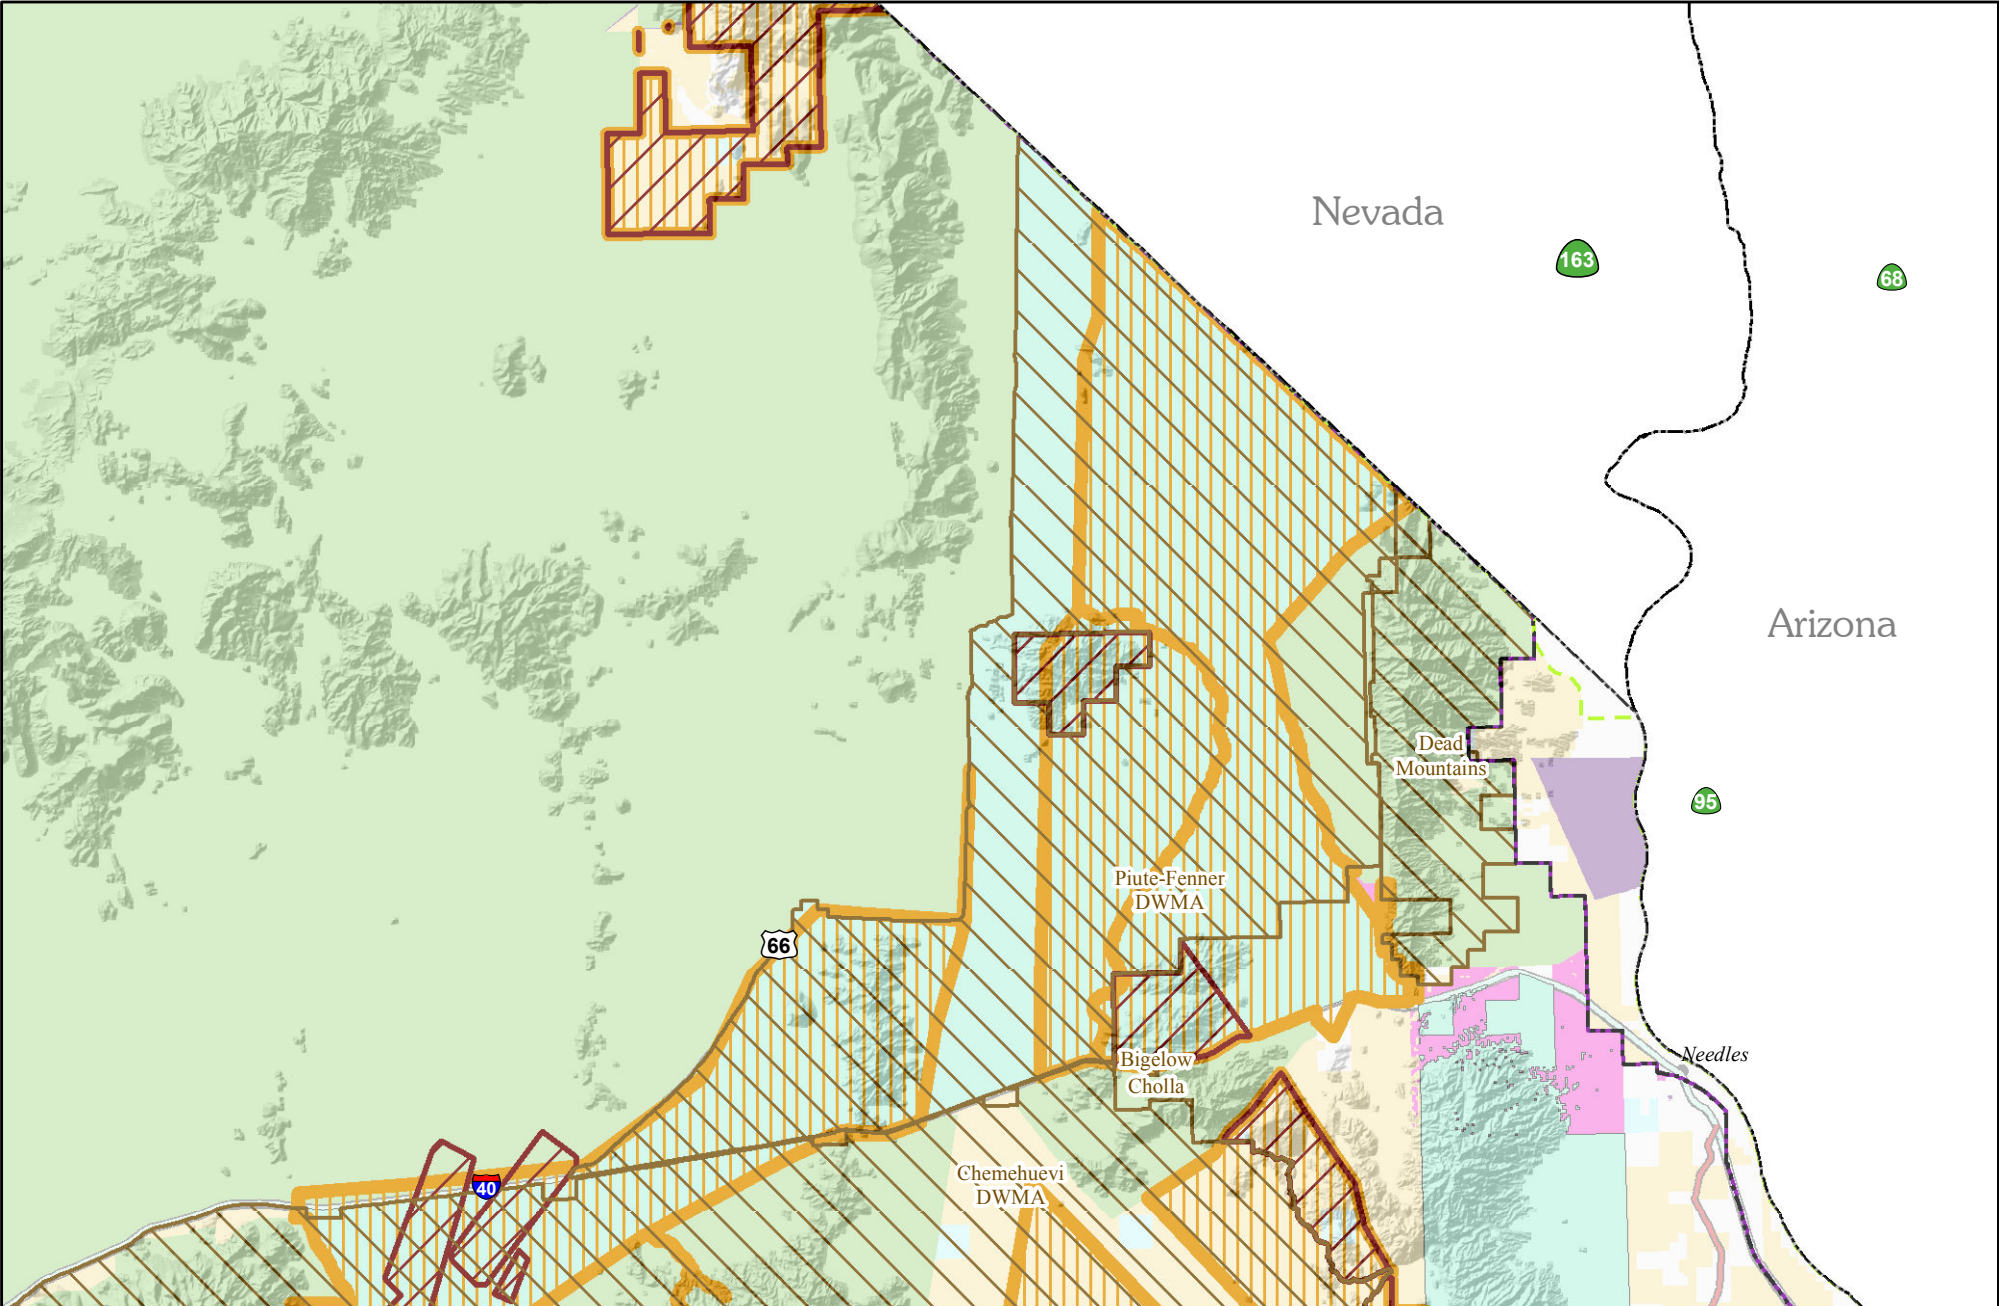 Nevada
163
68
Arizona
Dead
Mountains
95
Piute-Fenner
DWMA
66
Bigelow
Cholla
Needles
Chemehuevi
DWMA
40